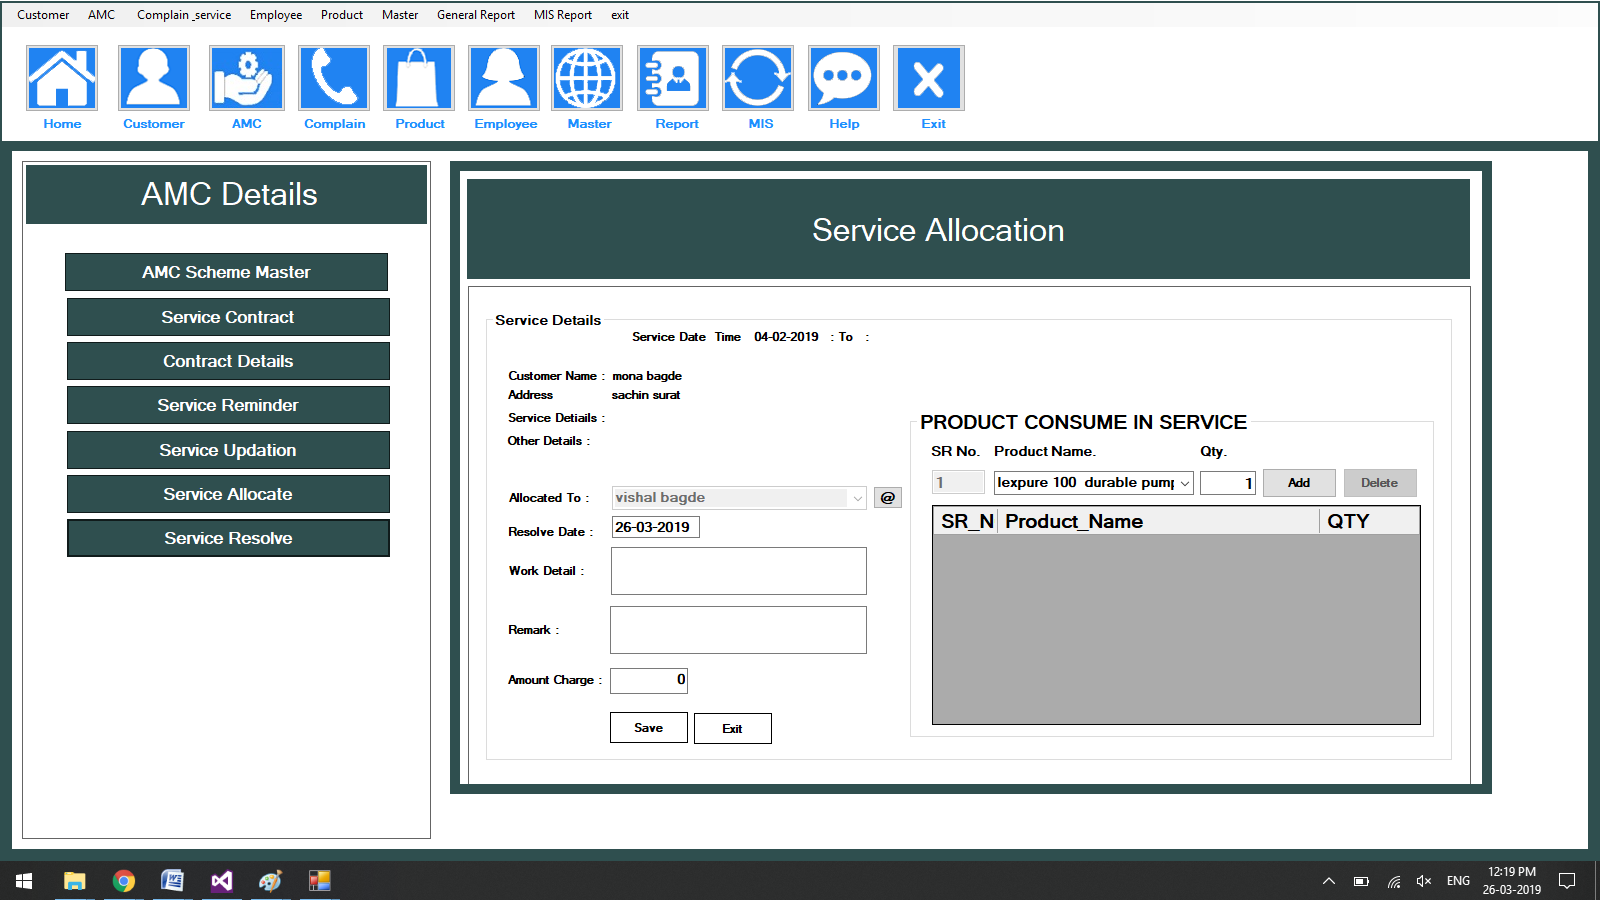 Customer AMC Complain _service Employee Product Master General Report MIS Report exit
Home Customer AMC Complain Product Employee Master Report MIS Help Exit
AMC Details
AMC Scheme Master
Service Contract
Contract Details
Service Reminder
Service Updation
Service Allocate
Service Resolve
Service Allocation
Service Details
Service Date Time 04-02-2019 : To :
Customer Name : mona bagde
Address sachin surat
Service Detiails :
Other Details :
Allocated To : vishal bagde @
Resolve Date : 26-03-2019
Work Detail :
Remark :
Amount Charge : 0
Save Exit
PRODUCT CONSUME IN SERVICE
SR No. Product Name. Qty.
1 lexpure 100 durable pump 1 Add Delete
SR_N Product_Name QTY
ENG 12:19 PM
26-03-2019